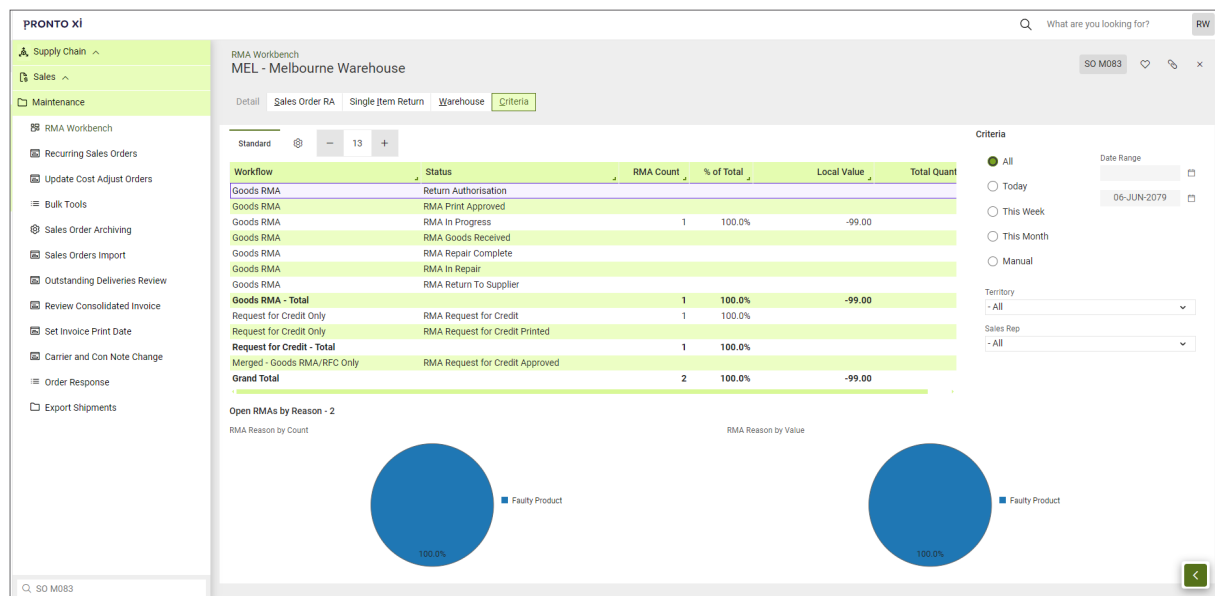 PRONTO XI
What are you looking for?
RW
Supply Chain
Sales
Maintenance
RMA Workbench
Recurring Sales Orders
Update Cost Adjust Orders
Bulk Tools
Sales Order Archiving
Sales Orders Import
Outstanding Deliveries Review
Review Consolidated Invoice
Set Invoice Print Date
Carrier and Con Note Change
Order Response
Export Shipments
SO M083
RMA Workbench
MEL - Melbourne Warehouse
SO M083
Detail Sales Order RA Single Item Return Warehouse Criteria
Standard − 13 +
Workflow Status RMA Count % of Total Local Value Total Quant
Goods RMA Return Authorisation
Goods RMA RMA Print Approved
Goods RMA RMA In Progress 1 100.0% -99.00
Goods RMA RMA Goods Received
Goods RMA RMA Repair Complete
Goods RMA RMA In Repair
Goods RMA RMA Return To Supplier
Goods RMA - Total 1 100.0% -99.00
Request for Credit Only RMA Request for Credit 1 100.0%
Request for Credit Only RMA Request for Credit Printed
Request for Credit - Total 1 100.0%
Merged - Goods RMA/RFC Only RMA Request for Credit Approved
Grand Total 2 100.0% -99.00
Criteria
All
Today
This Week
This Month
Manual
Date Range
06-JUN-2079
Territory
- All
Sales Rep
- All
Open RMAs by Reason - 2
RMA Reason by Count
Faulty Product
100.0%
RMA Reason by Value
Faulty Product
100.0%